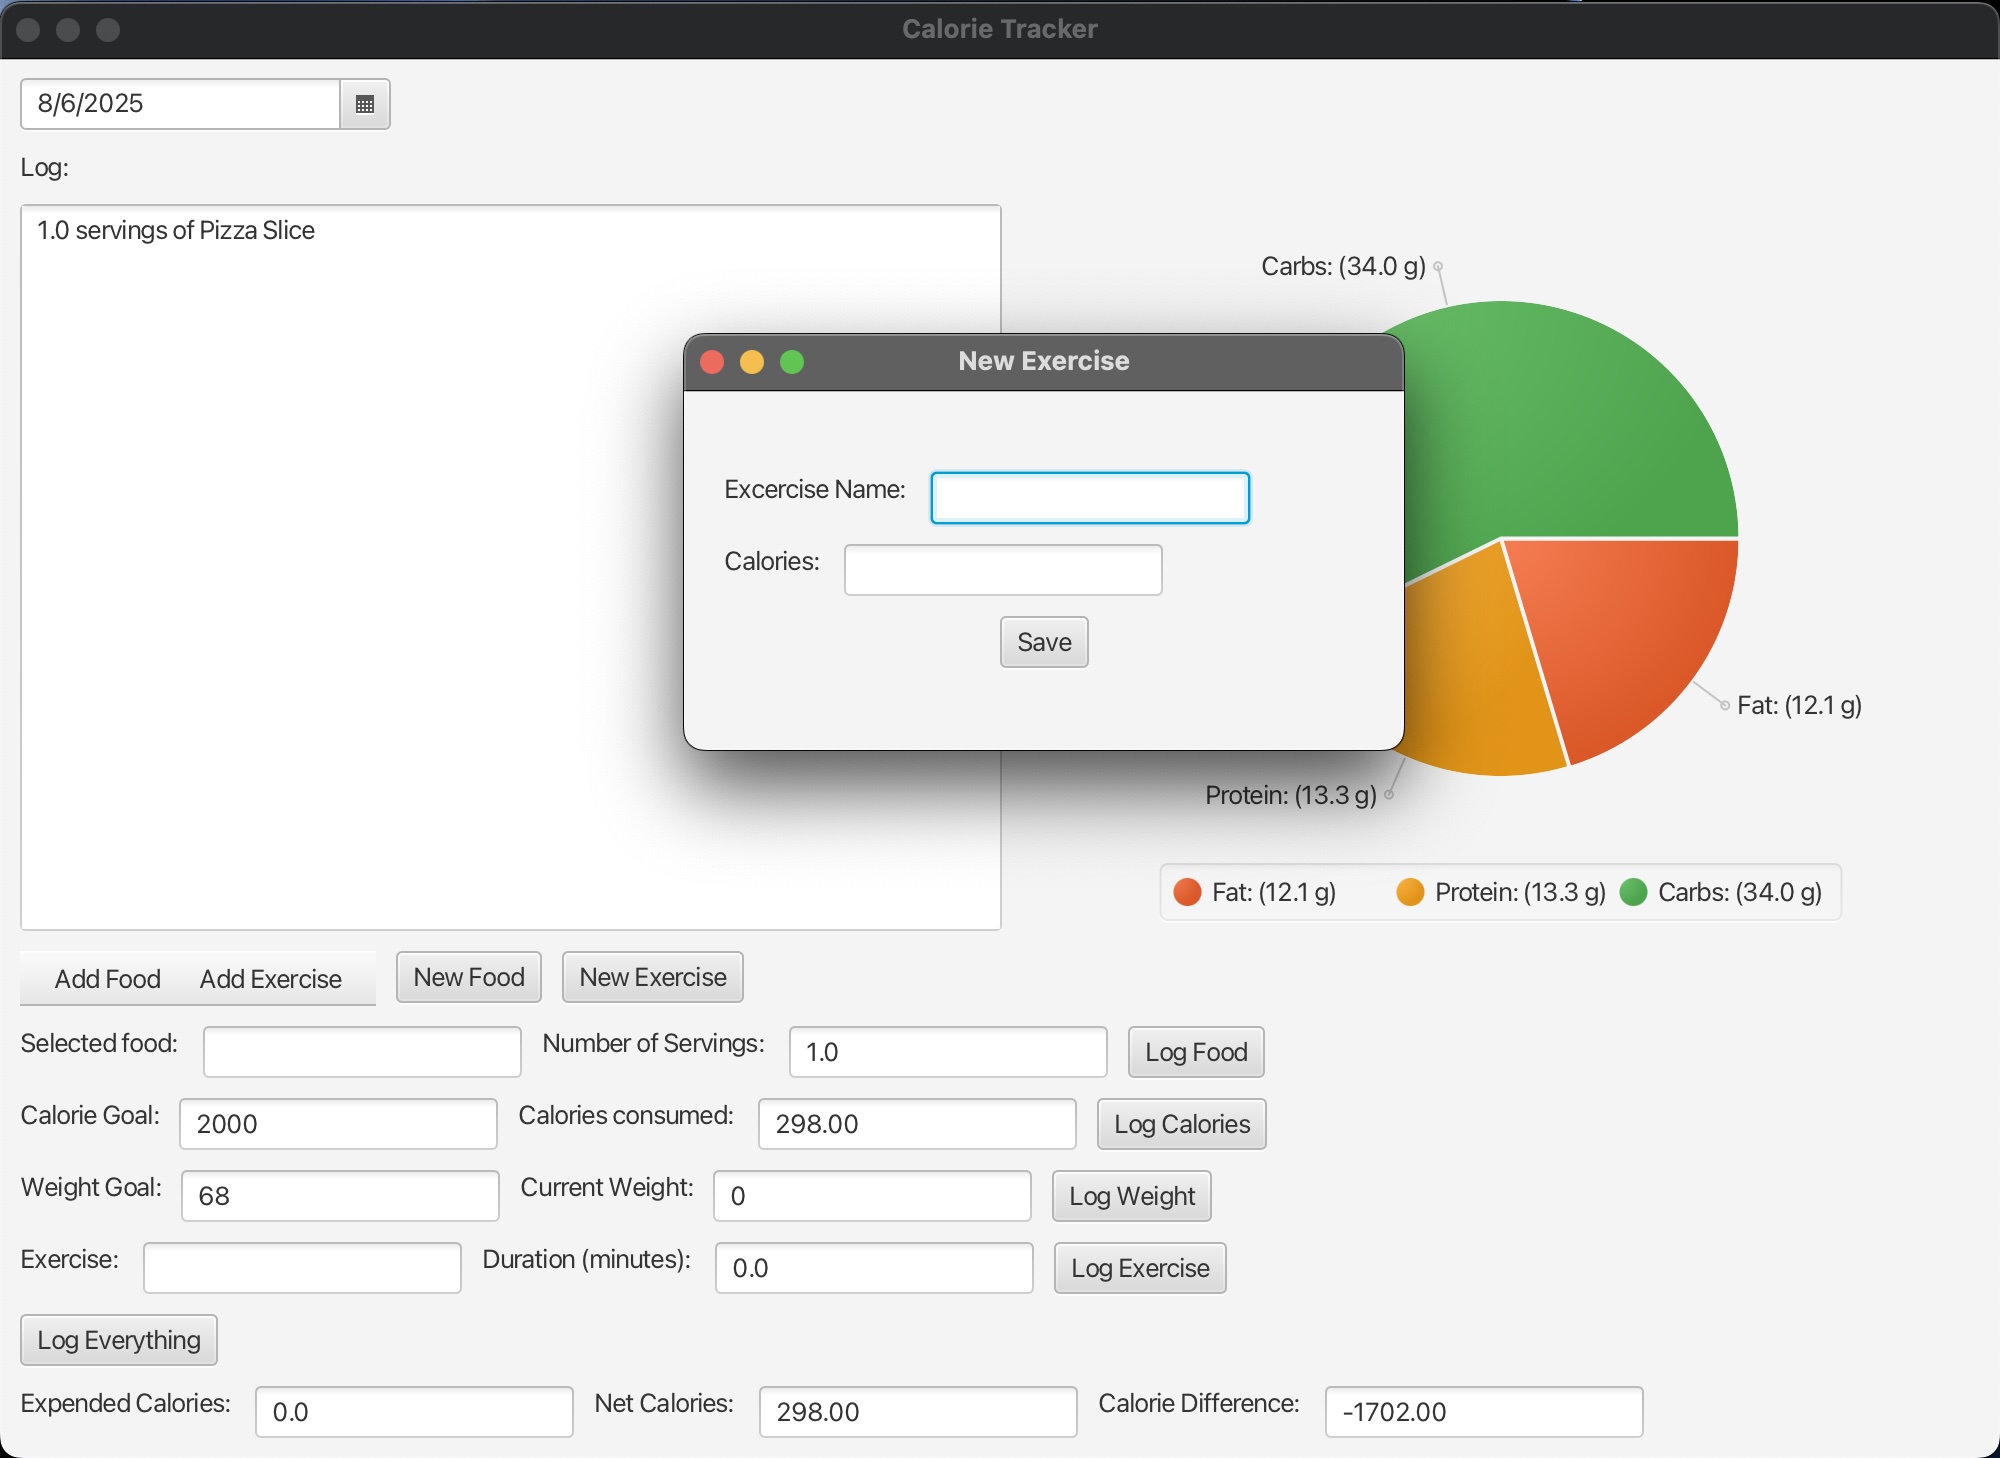 Calorie Tracker
8/6/2025
Log:
1.0 servings of Pizza Slice
Carbs: (34.0 g)
New Exercise
Excercise Name:
Calories:
Save
Fat: (12.1 g)
Protein: (13.3 g)
Fat: (12.1 g) Protein: (13.3 g) Carbs: (34.0 g)
Add Food Add Exercise New Food New Exercise
Selected food: Number of Servings: 1.0 Log Food
Calorie Goal: 2000 Calories consumed: 298.00 Log Calories
Weight Goal: 68 Current Weight: 0 Log Weight
Exercise: Duration (minutes): 0.0 Log Exercise
Log Everything
Expended Calories: 0.0 Net Calories: 298.00 Calorie Difference: -1702.00